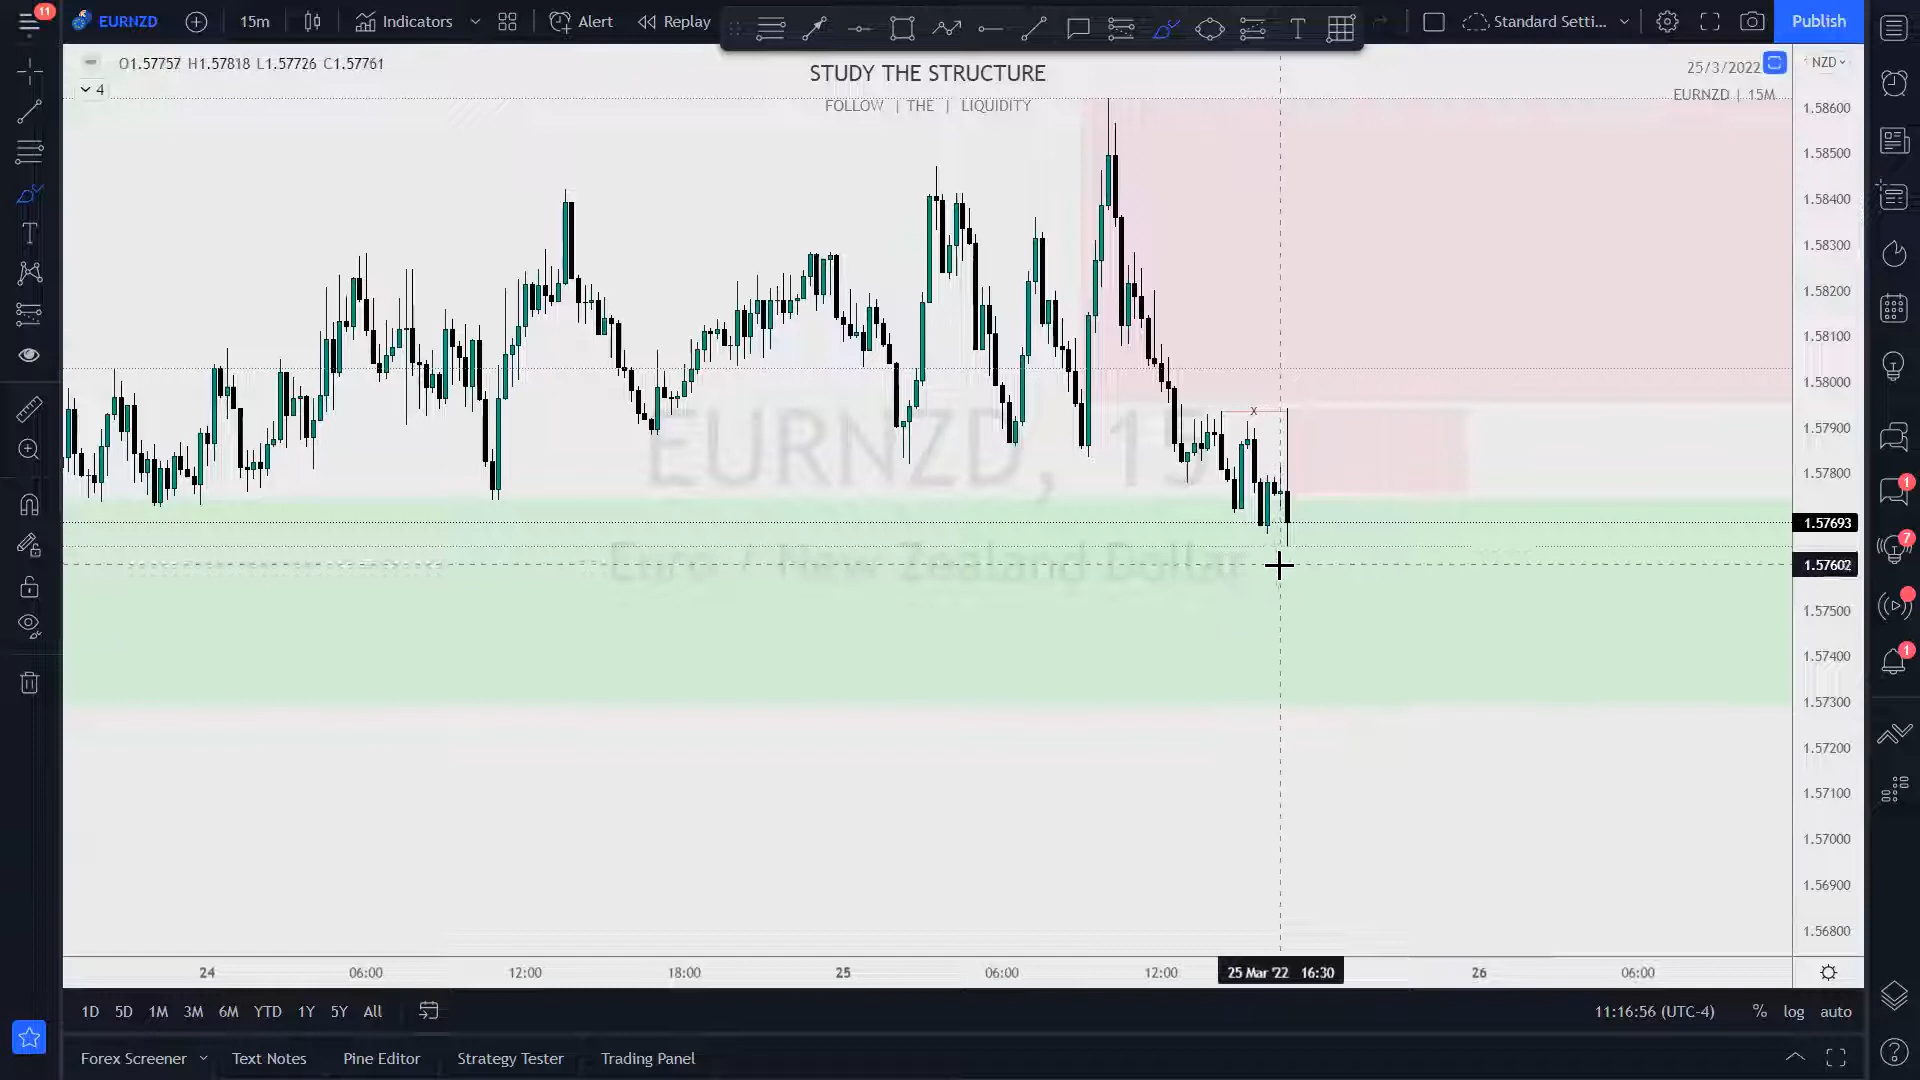 11
EURNZD
15m
Indicators
Alert
Replay
Standard Setti...
Publish
O1.57757 H1.57818 L1.57726 C1.57761
4
STUDY THE STRUCTURE
FOLLOW | THE | LIQUIDITY
25/3/2022
EURNZD | 15M
NZD
1.58600
1.58500
1.58400
1.58300
1.58200
1.58100
1.58000
1.57900
1.57800
1.57693
1.57602
1.57500
1.57400
1.57300
1.57200
1.57100
1.57000
1.56900
1.56800
X
EURNZD, 15
Euro / New Zealand Dollar
1
7
1
24 06:00 12:00 18:00 25 06:00 12:00 25 Mar '22 16:30 26 06:00
1D 5D 1M 3M 6M YTD 1Y 5Y All
11:16:56 (UTC-4) % log auto
Forex Screener Text Notes Pine Editor Strategy Tester Trading Panel